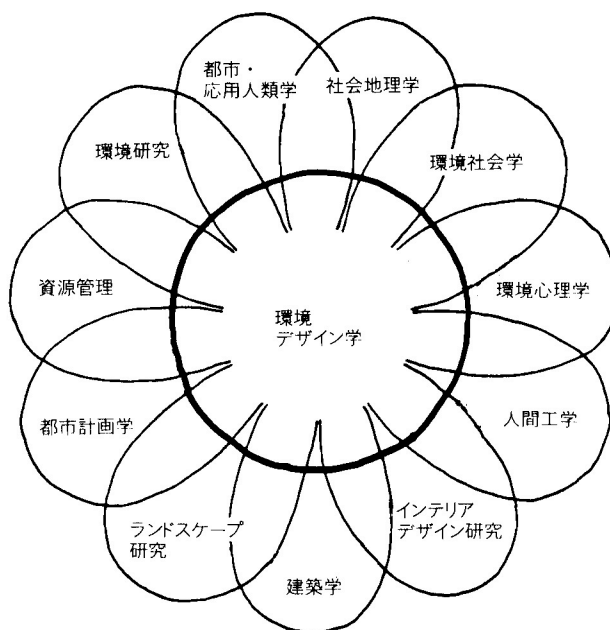 都市・
応用人類学
社会地理学
環境研究
環境社会学
資源管理
環境心理学
環境
デザイン学
都市計画学
人間工学
ランドスケープ
研究
インテリア
デザイン研究
建築学